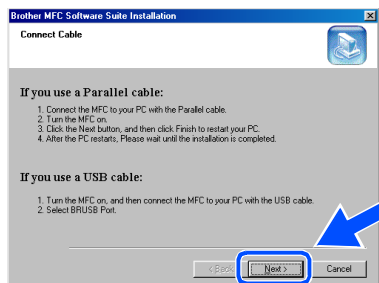 Brother MFC Software Suite Installation
Connect Cable
If you use a Parallel cable:
1. Connect the MFC to your PC with the Parallel cable.
2. Turn the MFC on.
3. Click the Next button, and then click Finish to restart your PC.
4. After the PC restarts, Please wait until the installation is completed.
If you use a USB cable:
1. Turn the MFC on, and then connect the MFC to your PC with the USB cable.
2. Select BRUSB Port.
< Back Next > Cancel